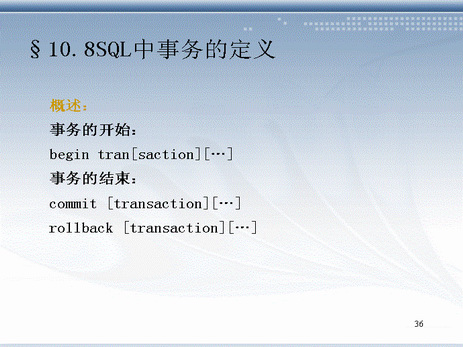 §10.8SQL中事务的定义
概述：
事务的开始：
begin tran[saction][…]
事务的结束：
commit [transaction][…]
rollback [transaction][…]
36